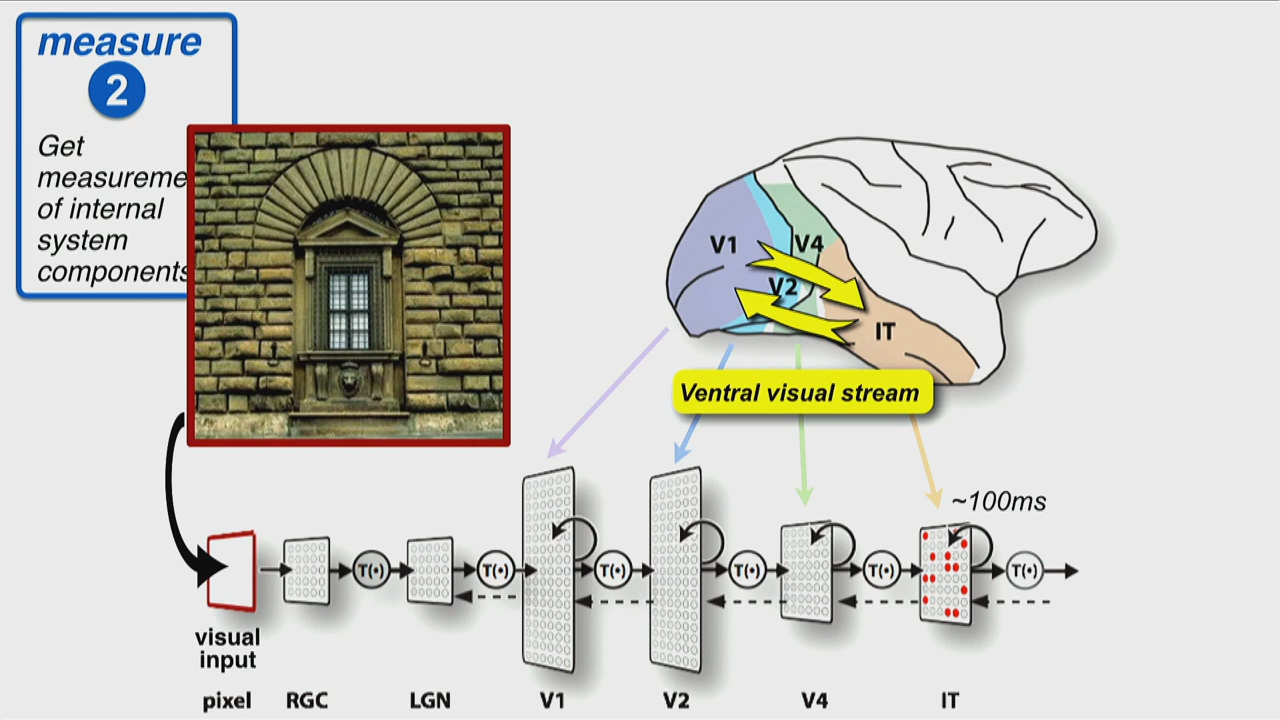 measure
2
Get
measureme
of internal
system
components
V1
V4
V2
IT
Ventral visual stream
~100ms
T(•)
T(•)
T(•)
T(•)
T(•)
T(•)
visual
input
pixel
RGC
LGN
V1
V2
V4
IT